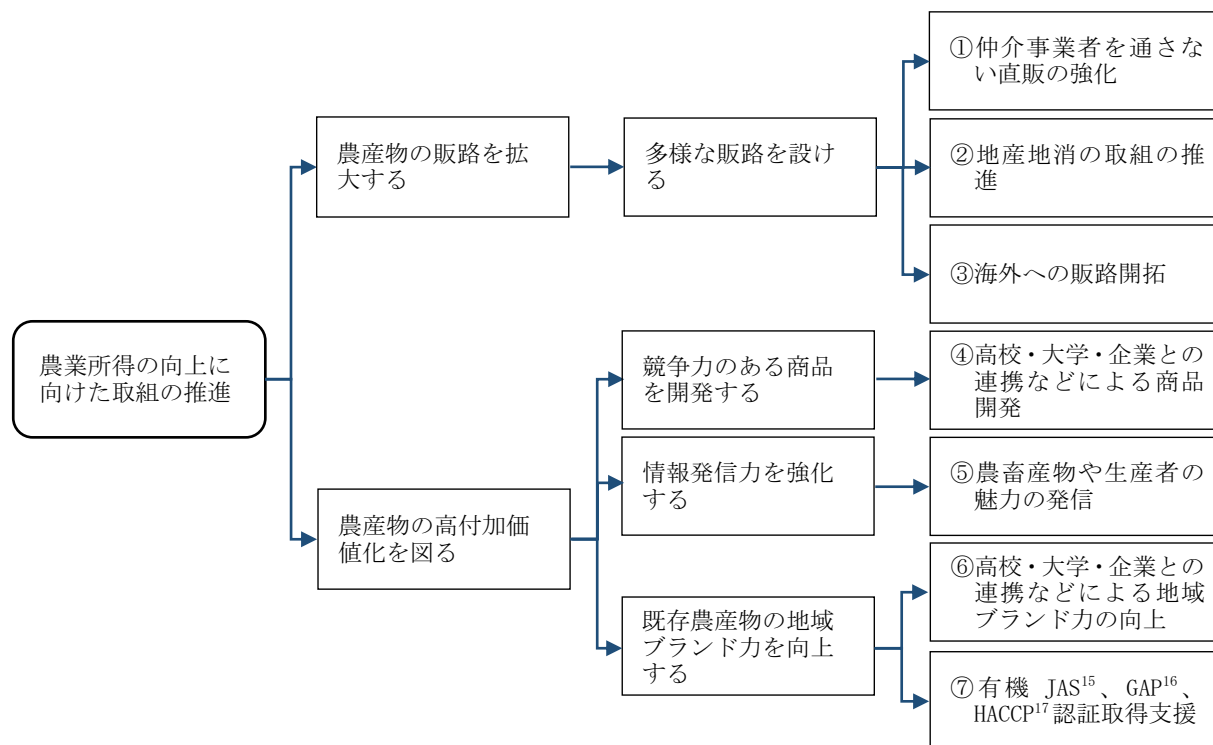 農業所得の向上に
向けた取組の推進
農産物の販路を拡
大する
多様な販路を設け
る
①仲介事業者を通さな
い直販の強化
②地産地消の取組の推
進
③海外への販路開拓
農産物の高付加価
値化を図る
競争力のある商品
を開発する
④高校・大学・企業との
連携などによる商品
開発
情報発信力を強化
する
⑤農畜産物や生産者の
魅力の発信
既存農産物の地域
ブランド力を向上
する
⑥高校・大学・企業との
連携などによる地域
ブランド力の向上
⑦有機 JAS¹⁵、GAP¹⁶、
HACCP¹⁷認証取得支援